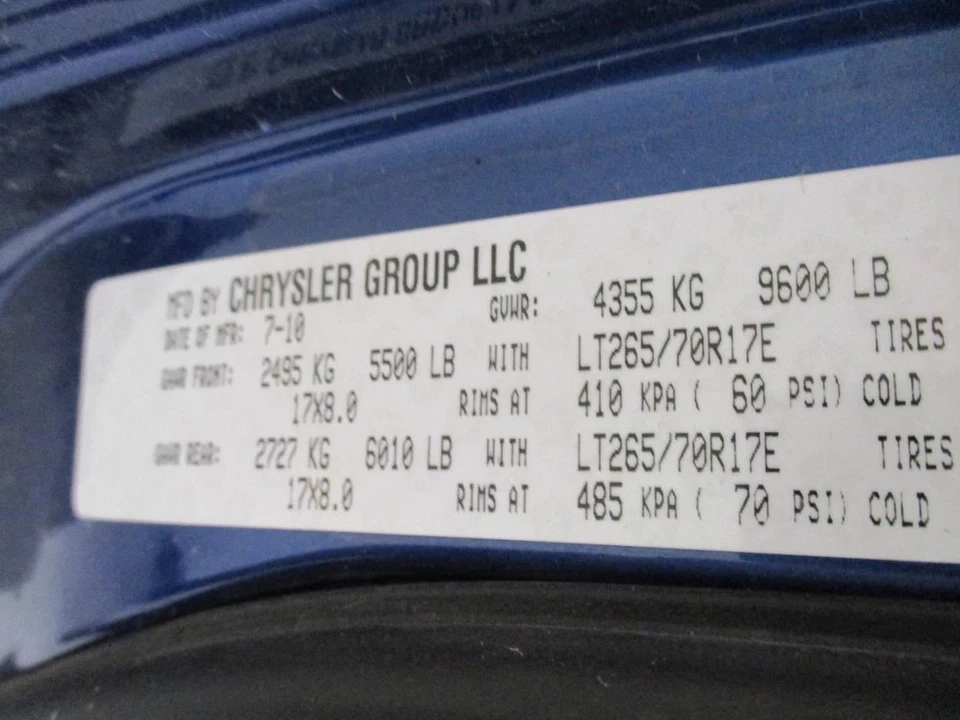 MFD BY CHRYSLER GROUP LLC
DATE OF MFR: 7-10 GVWR: 4355 KG 9600 LB
GAWR FRONT: 2495 KG 5500 LB WITH LT265/70R17E TIRES
17X8.0 RIMS AT 410 KPA ( 60 PSI) COLD
GAWR REAR: 2727 KG 6010 LB WITH LT265/70R17E TIRES
17X8.0 RIMS AT 485 KPA ( 70 PSI) COLD